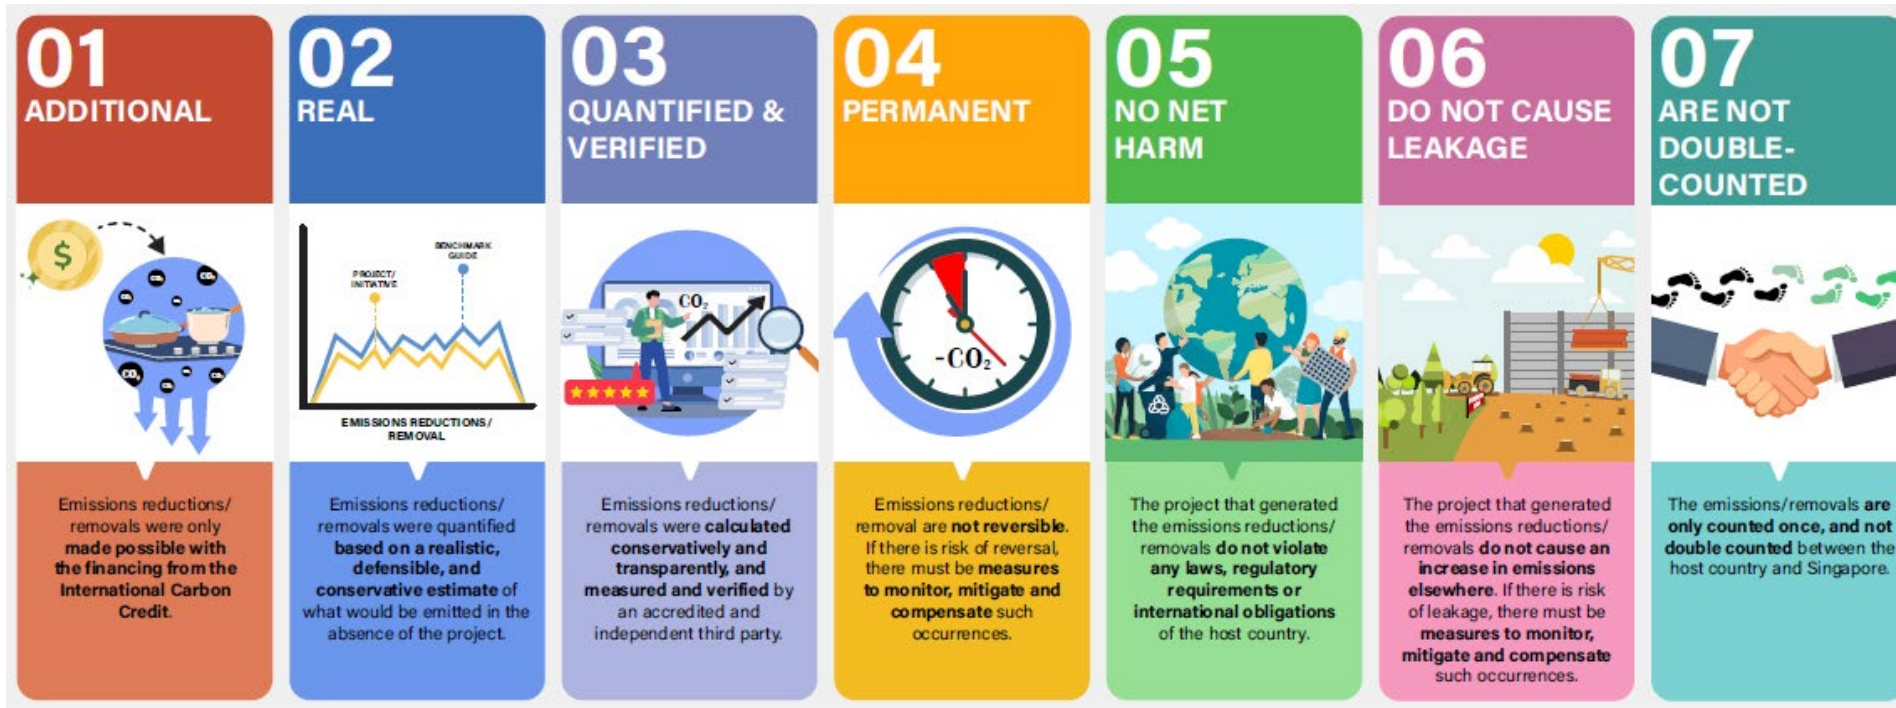 01
ADDITIONAL
$
CO₂
CO₂
CO₂
CO₂
CO₂
CO₂
CO₂
CO₂
Emissions reductions/
removals were only
made possible with
the financing from the
International Carbon
Credit.
02
REAL
BENCHMARK
GUIDE
PROJECT/
INITIATIVE
EMISSIONS REDUCTIONS/
REMOVAL
Emissions reductions/
removals were quantified
based on a realistic,
defensible, and
conservative estimate of
what would be emitted in the
absence of the project.
03
QUANTIFIED &
VERIFIED
CO₂
Emissions reductions/
removals were calculated
conservatively and
transparently, and
measured and verified by
an accredited and
independent third party.
04
PERMANENT
-CO₂
Emissions reductions/
removal are not reversible.
If there is risk of reversal,
there must be measures
to monitor, mitigate and
compensate such
occurrences.
05
NO NET
HARM
The project that generated
the emissions reductions/
removals do not violate
any laws, regulatory
requirements or
international obligations
of the host country.
06
DO NOT CAUSE
LEAKAGE
The project that generated
the emissions reductions/
removals do not cause an
increase in emissions
elsewhere. If there is risk
of leakage, there must be
measures to monitor,
mitigate and compensate
such occurrences.
07
ARE NOT
DOUBLE-
COUNTED
The emissions/removals are
only counted once, and not
double counted between the
host country and Singapore.